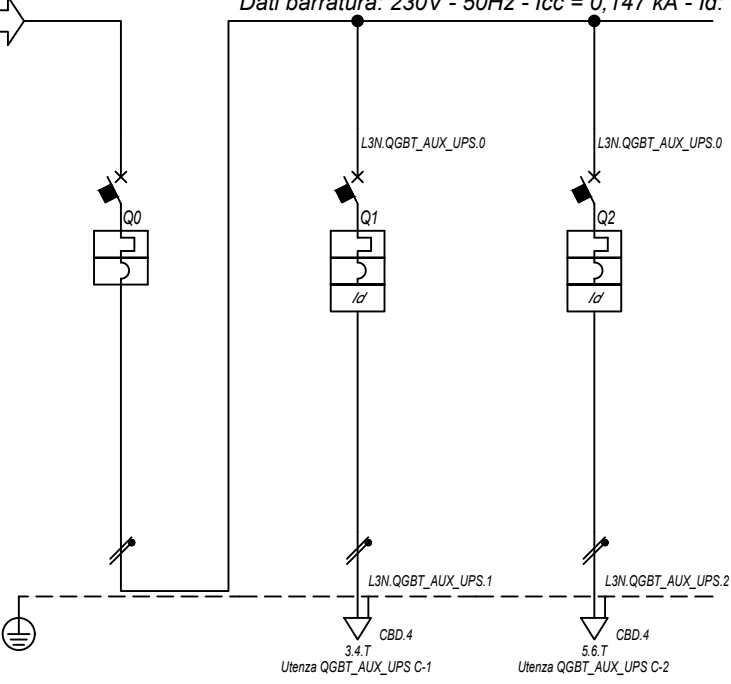 Dati barratura: 230V - 50Hz - Icc = 0,147 kA - Id:
L3N.QGBT_AUX_UPS.0
L3N.QGBT_AUX_UPS.0
Q0
Q1
Q2
Id
Id
L3N.QGBT_AUX_UPS.1
L3N.QGBT_AUX_UPS.2
CBD.4
CBD.4
3.4.T
5.6.T
Utenza QGBT_AUX_UPS C-1
Utenza QGBT_AUX_UPS C-2